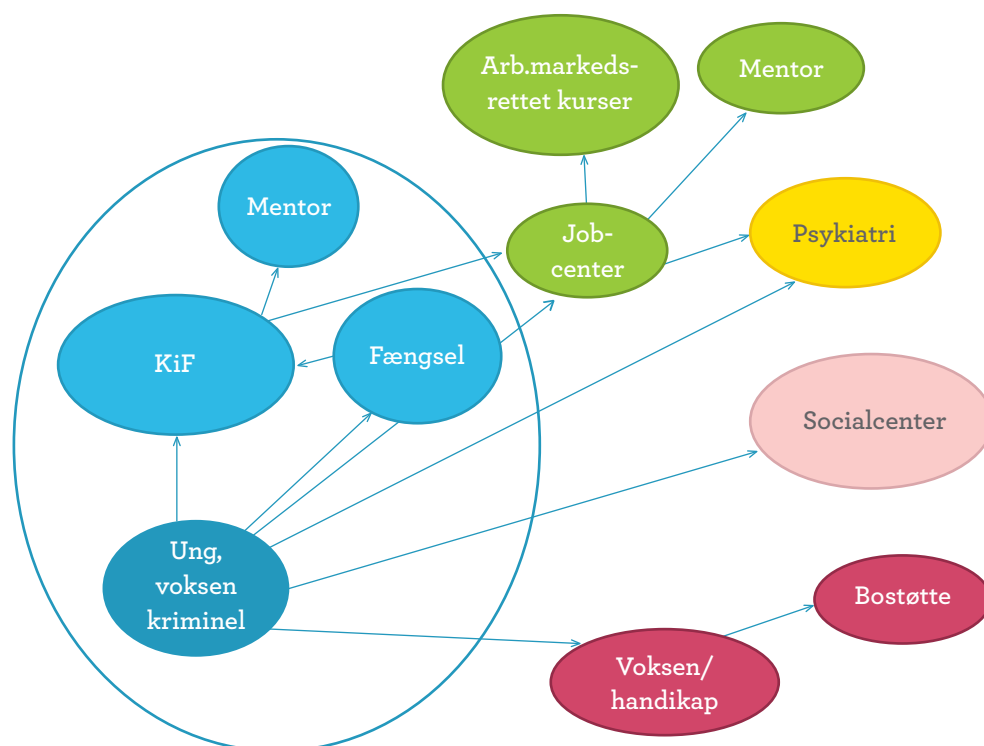 Arb.markeds-
rettet kurser
Mentor
Mentor
Job-
center
Psykiatri
KiF
Fængsel
Socialcenter
Ung,
voksen
kriminel
Bostøtte
Voksen/
handikap